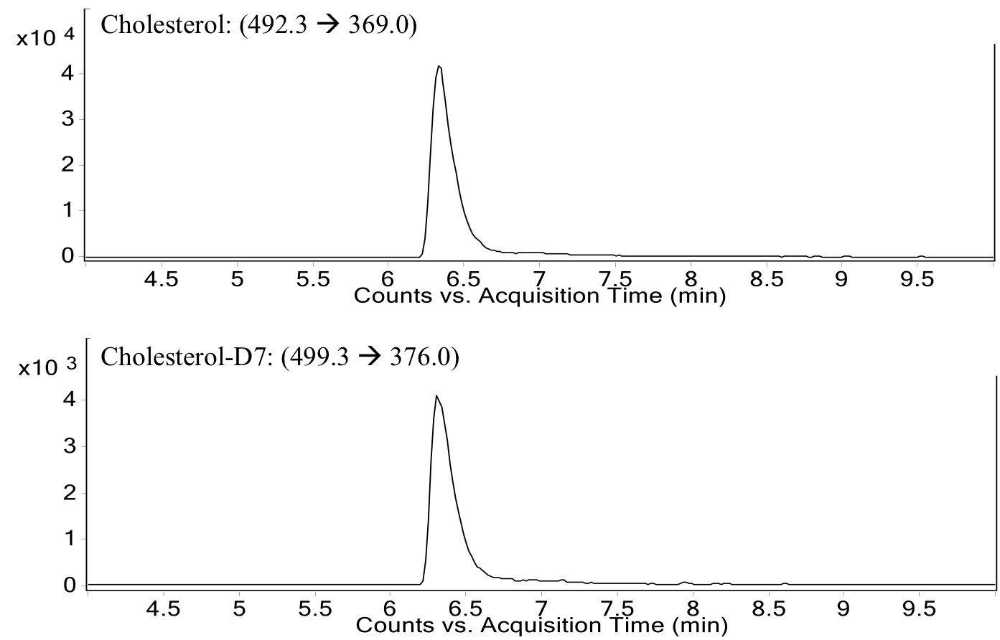 Cholesterol: (492.3 → 369.0)
x10 4
4
3
2
1
0
4.5 5 5.5 6 6.5 7 7.5 8 8.5 9 9.5
Counts vs. Acquisition Time (min)
Cholesterol-D7: (499.3 → 376.0)
x10 3
4
3
2
1
0
4.5 5 5.5 6 6.5 7 7.5 8 8.5 9 9.5
Counts vs. Acquisition Time (min)